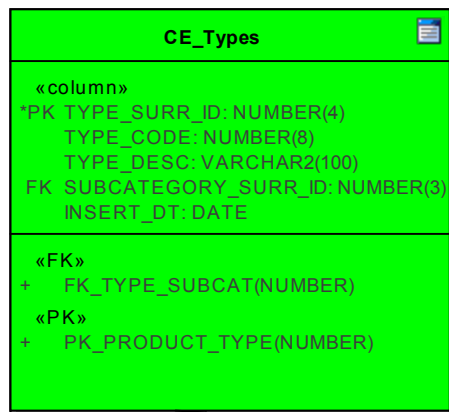 CE_Types
«column»
*PK TYPE_SURR_ID: NUMBER(4)
TYPE_CODE: NUMBER(8)
TYPE_DESC: VARCHAR2(100)
FK SUBCATEGORY_SURR_ID: NUMBER(3)
INSERT_DT: DATE
«FK»
+ FK_TYPE_SUBCAT(NUMBER)
«PK»
+ PK_PRODUCT_TYPE(NUMBER)